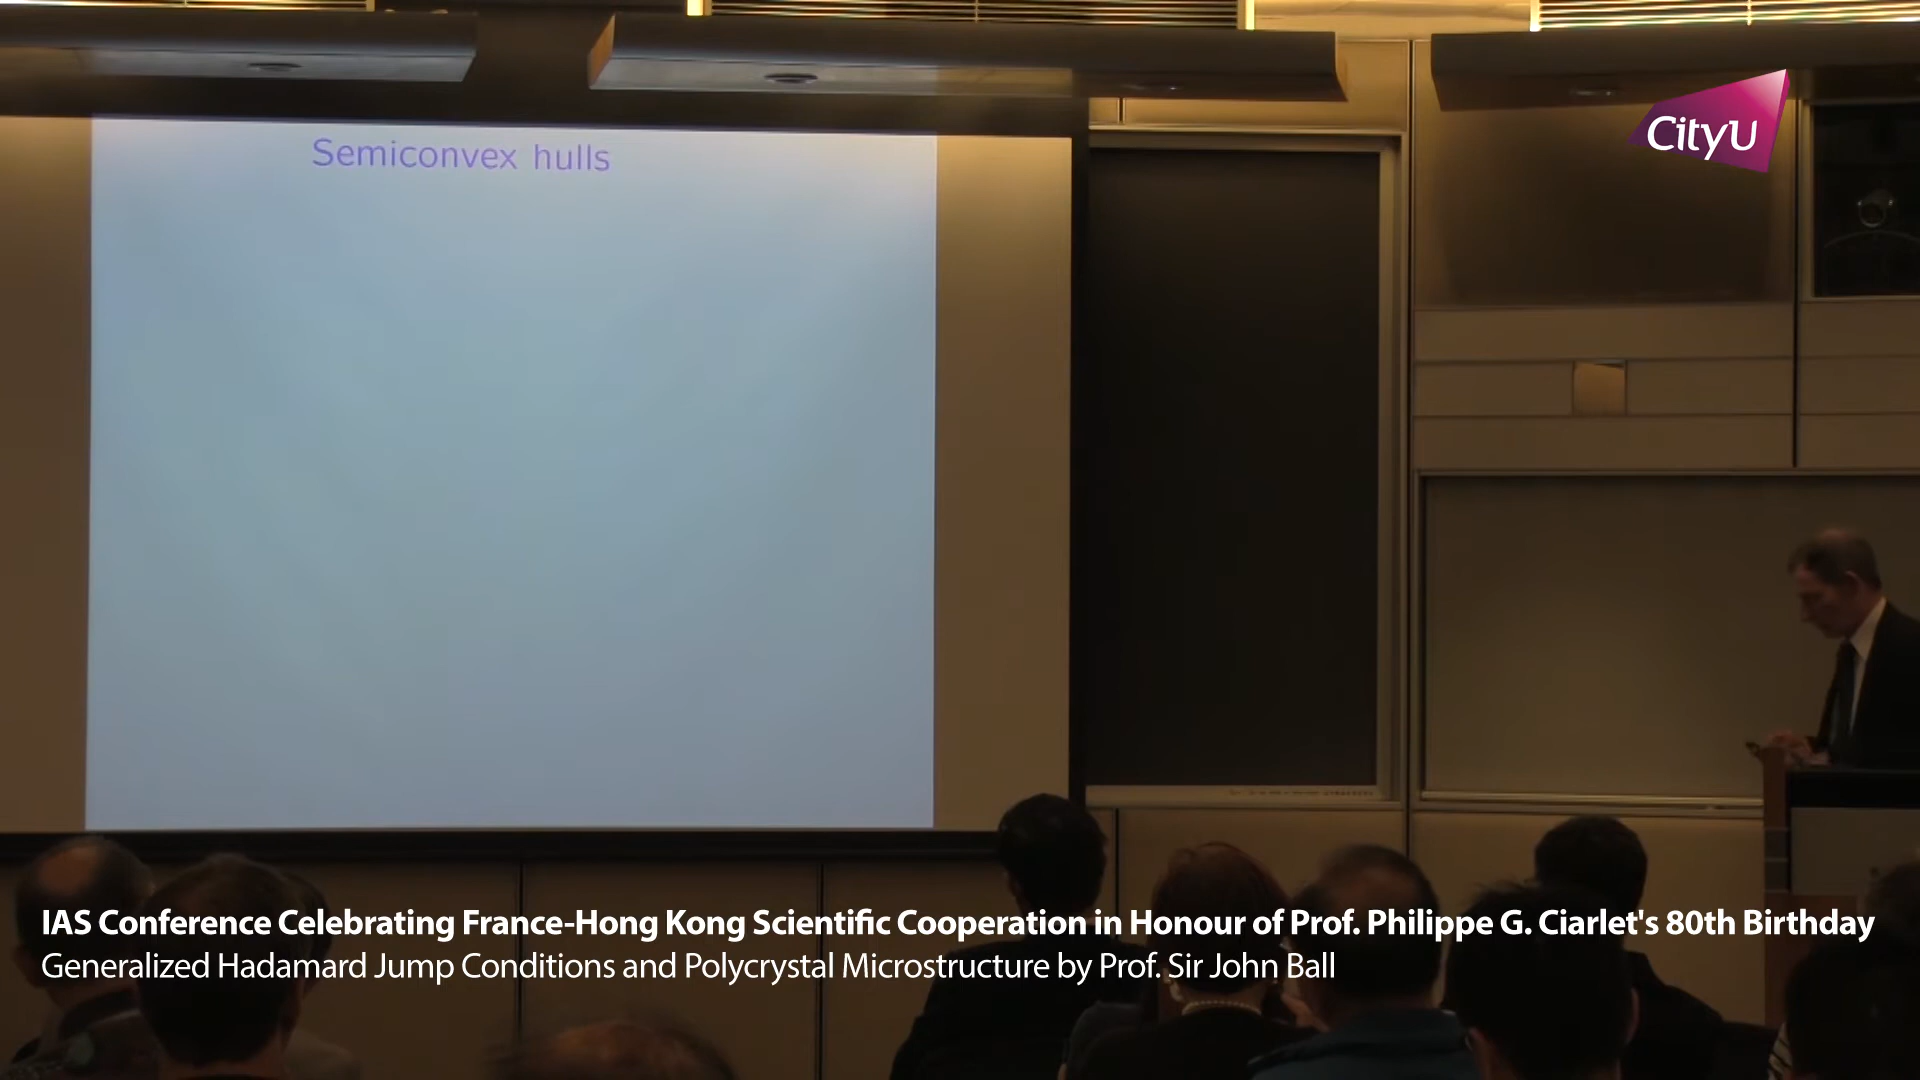 Semiconvex hulls
CityU
IAS Conference Celebrating France-Hong Kong Scientific Cooperation in Honour of Prof. Philippe G. Ciarlet's 80th Birthday
Generalized Hadamard Jump Conditions and Polycrystal Microstructure by Prof. Sir John Ball